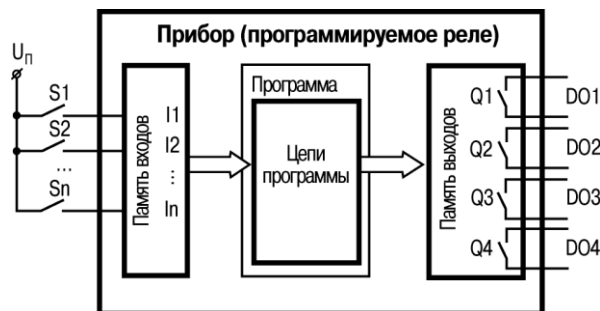 Прибор (программируемое реле)
Uп
S1
S2
...
Sn
Память входов
I1
I2
...
In
Программа
Цепи
программы
Память выходов
Q1
Q2
Q3
Q4
DO1
DO2
DO3
DO4